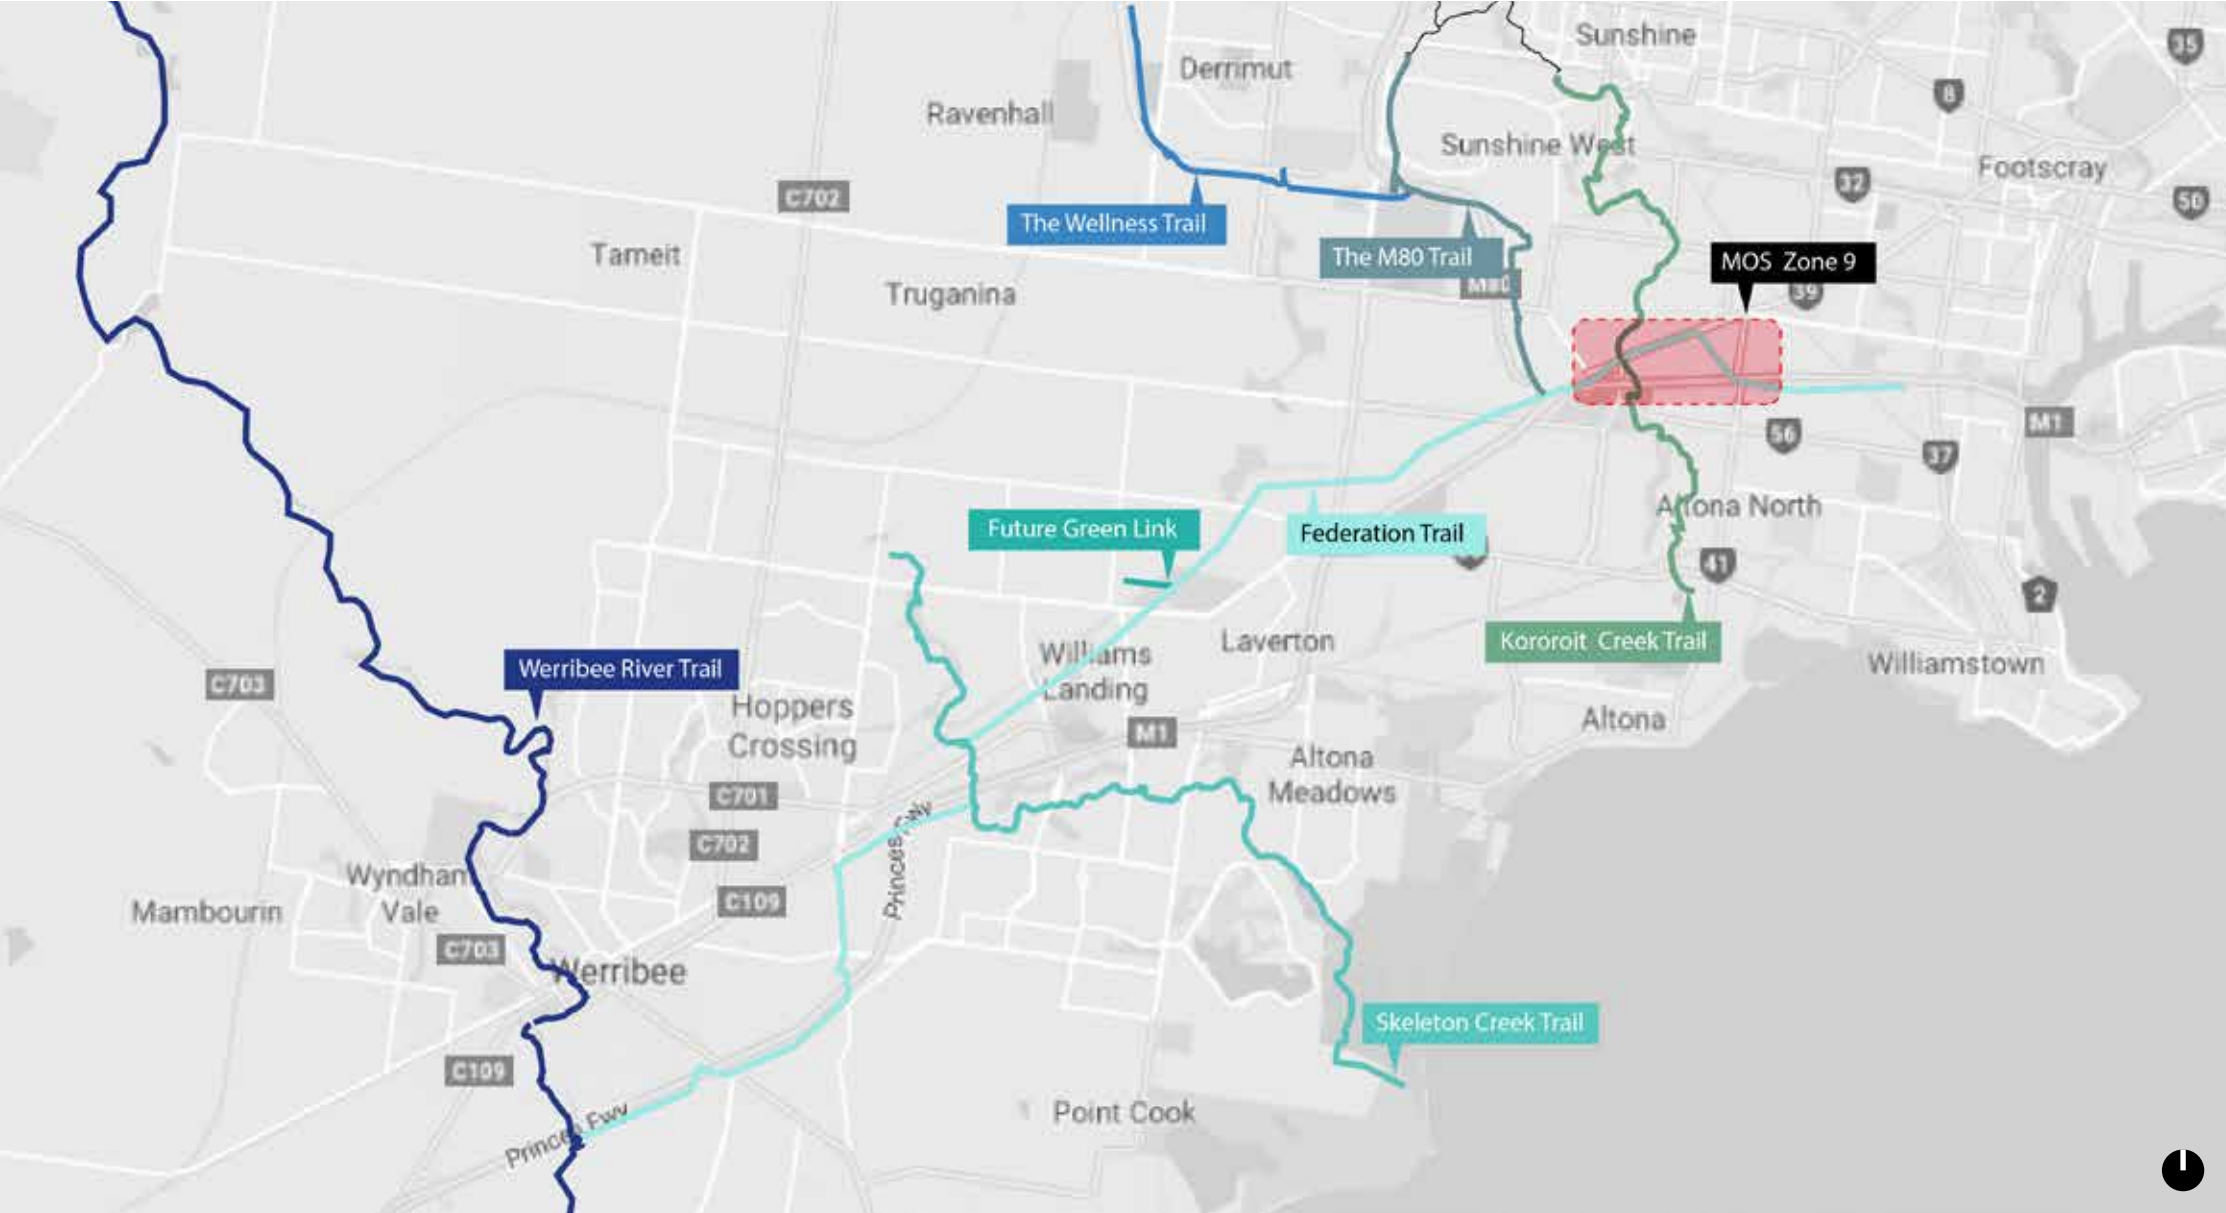 Sunshine
35
Derrimut
8
Ravenhall
Sunshine West
Footscray
C702
32
50
The Wellness Trail
The M80 Trail
MOS Zone 9
Tarneit
M80
39
Truganina
M1
56
37
Altona North
Future Green Link
Federation Trail
41
2
Kororoit Creek Trail
Williams
Landing
Laverton
Werribee River Trail
Williamstown
C703
Hoppers
Crossing
M1
Altona
Altona
Meadows
C701
Princes Fwy
C702
Wyndham
Vale
C109
Mambourin
C703
Werribee
Skeleton Creek Trail
C109
Point Cook
Princes Fwy